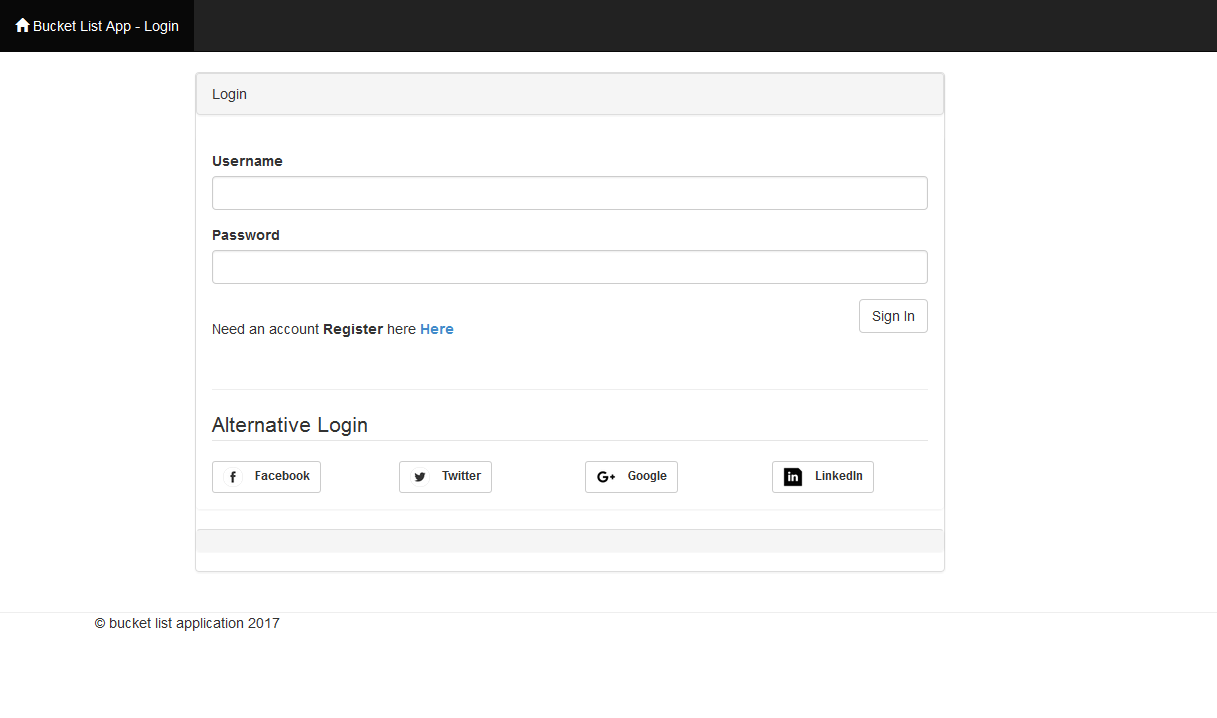 Bucket List App - Login
Login
Username
Password
Sign In
Need an account Register here Here
Alternative Login
Facebook
Twitter
G+ Google
in LinkedIn
© bucket list application 2017